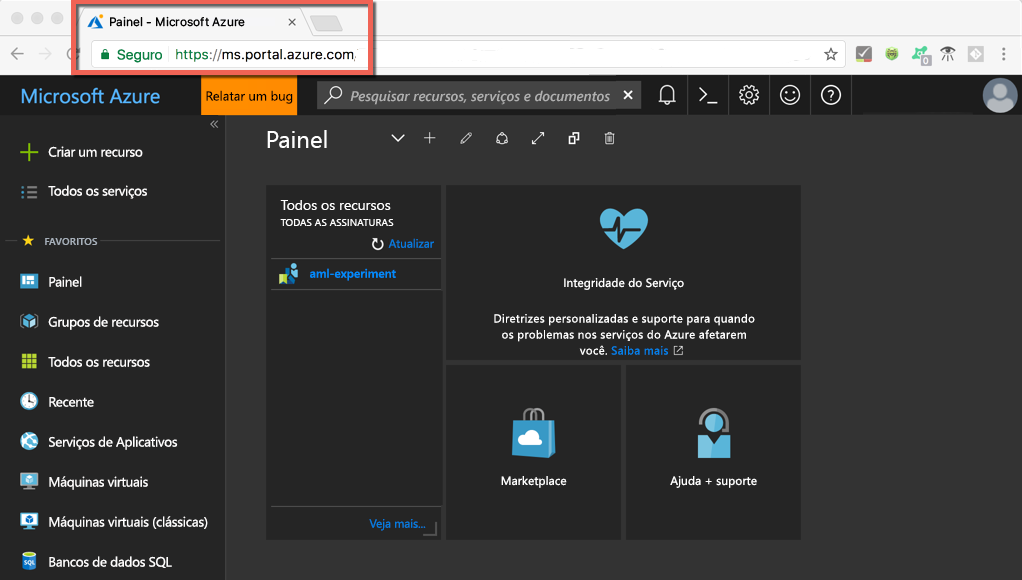 Painel - Microsoft Azure
Seguro https://ms.portal.azure.com
Microsoft Azure
Relatar um bug
Pesquisar recursos, serviços e documentos
Painel
Criar um recurso
Todos os serviços
FAVORITOS
Painel
Grupos de recursos
Todos os recursos
Recente
Serviços de Aplicativos
Máquinas virtuais
Máquinas virtuais (clássicas)
SQL
Bancos de dados SQL
Todos os recursos
TODAS AS ASSINATURAS
Atualizar
aml-experiment
Veja mais...
Integridade do Serviço
Diretrizes personalizadas e suporte para quando
os problemas nos serviços do Azure afetarem
você. Saiba mais
Marketplace
Ajuda + suporte
0